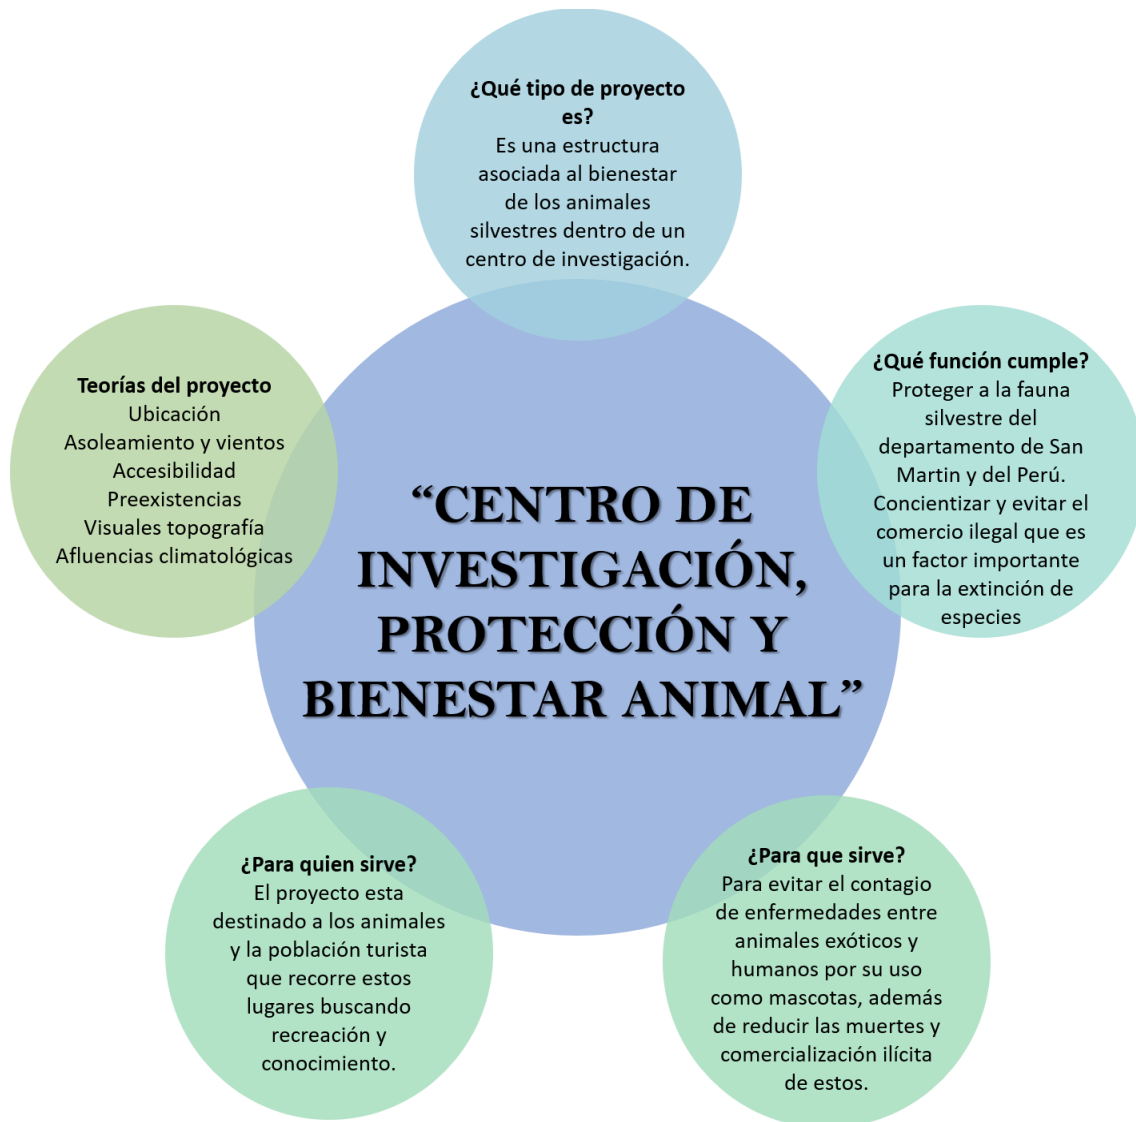 ¿Qué tipo de proyecto
es?
Es una estructura
asociada al bienestar
de los animales
silvestres dentro de un
centro de investigación.
¿Qué función cumple?
Proteger a la fauna
silvestre del
departamento de San
Martin y del Perú.
Concientizar y evitar el
comercio ilegal que es
un factor importante
para la extinción de
especies
Teorías del proyecto
Ubicación
Asoleamiento y vientos
Accesibilidad
Preexistencias
Visuales topografía
Afluencias climatológicas
“CENTRO DE
INVESTIGACIÓN,
PROTECCIÓN Y
BIENESTAR ANIMAL”
¿Para quien sirve?
El proyecto esta
destinado a los animales
y la población turista
que recorre estos
lugares buscando
recreación y
conocimiento.
¿Para que sirve?
Para evitar el contagio
de enfermedades entre
animales exóticos y
humanos por su uso
como mascotas, además
de reducir las muertes y
comercialización ilícita
de estos.